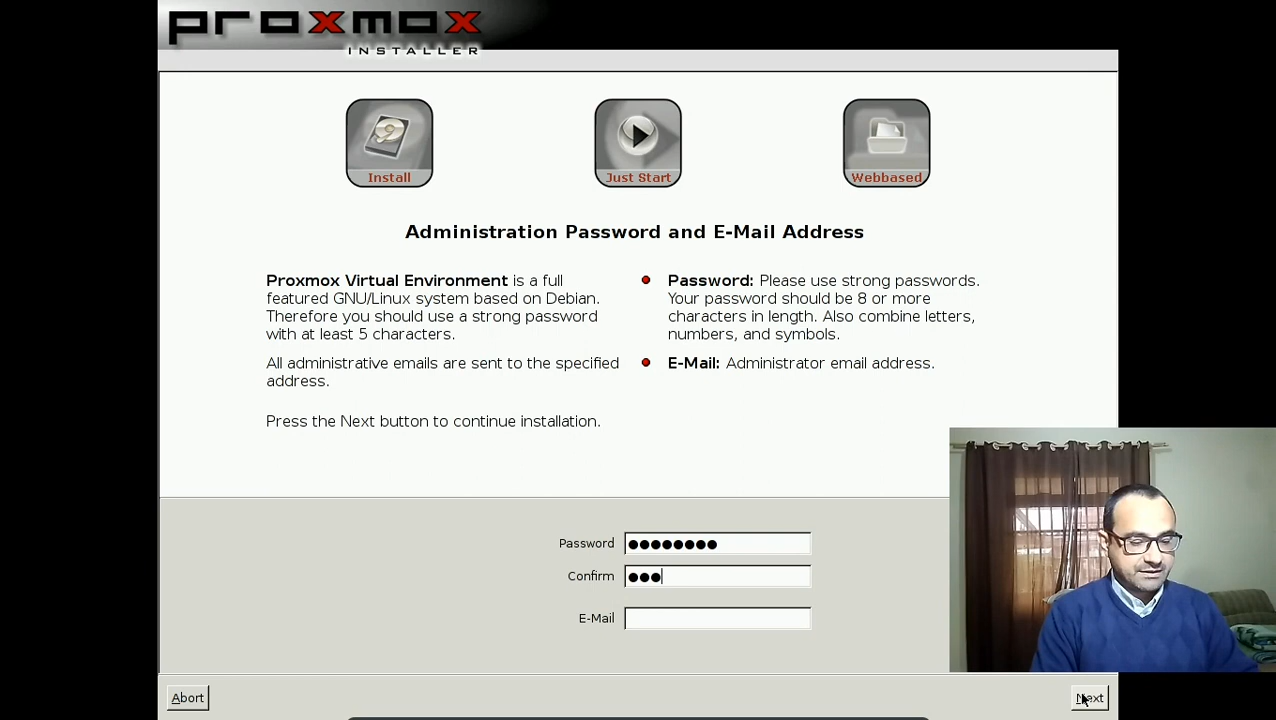 proxmox
INSTALLER
Install
Just Start
Webbased
Administration Password and E-Mail Address
Proxmox Virtual Environment is a full
featured GNU/Linux system based on Debian.
Therefore you should use a strong password
with at least 5 characters.
All administrative emails are sent to the specified
address.
Press the Next button to continue installation.
Password: Please use strong passwords.
Your password should be 8 or more
characters in length. Also combine letters,
numbers, and symbols.
E-Mail: Administrator email address.
Password
Confirm
E-Mail
Abort
Next